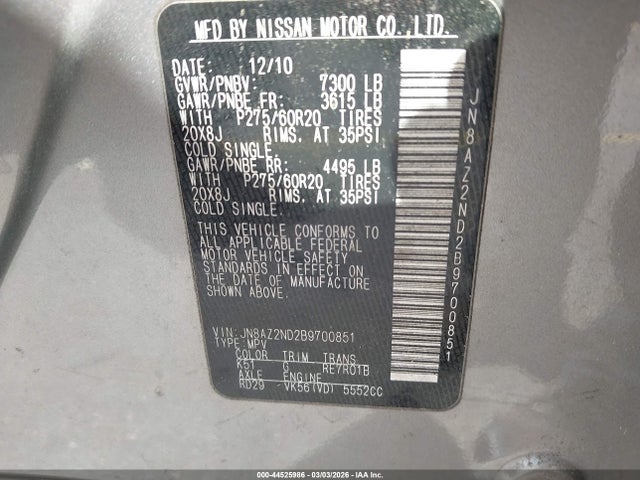 MFD BY NISSAN MOTOR CO.,LTD.
DATE: 12/10
GVWR/PNBV: 7300 LB
GAWR/PNBE FR: 3615 LB
WITH P275/60R20 TIRES
20X8J RIMS. AT 35PSI
COLD SINGLE.
GAWR/PNBE RR: 4495 LB
WITH P275/60R20 TIRES
20X8J RIMS. AT 35PSI
COLD SINGLE.
THIS VEHICLE CONFORMS TO
ALL APPLICABLE FEDERAL
MOTOR VEHICLE SAFETY
STANDARDS IN EFFECT ON
THE DATE OF MANUFACTURE
SHOWN ABOVE.
VIN:JN8AZ2ND2B9700851
TYPE MPV
COLOR TRIM TRANS
K51 G RE7R01B
AXLE ENGINE
RD29 VK56(VD) 5552CC
JN8AZ2ND2B9700851
000-44525986 | 03/03/2026 | IAA Inc.